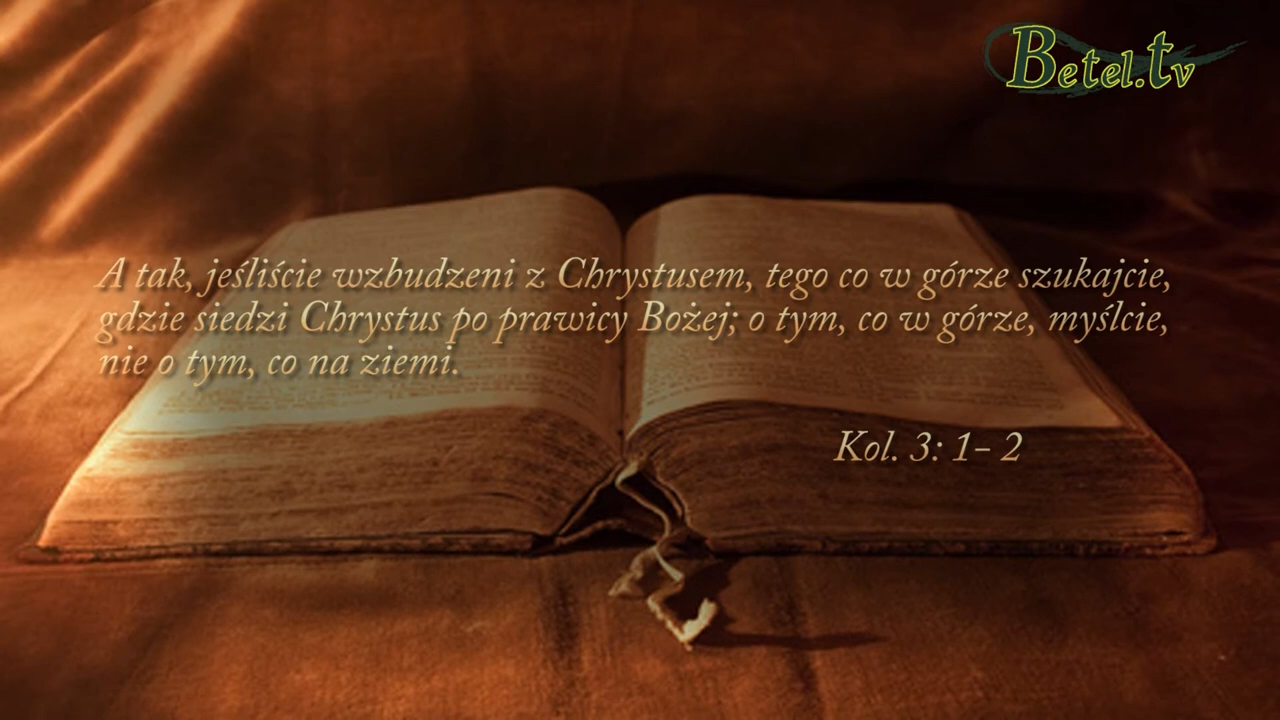 Betel.tv
A tak, jeśliście wzbudzeni z Chrystusem, tego co w górze szukajcie,
gdzie siedzi Chrystus po prawicy Bożej; o tym, co w górze, myślcie,
nie o tym, co na ziemi.
Kol. 3: 1- 2